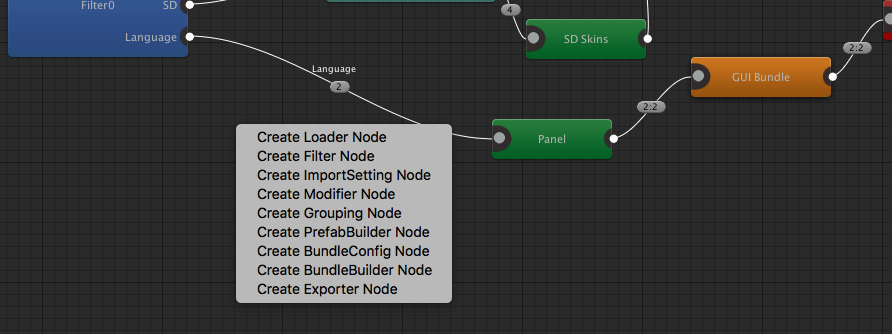 Filter0
SD
4
SD Skins
Language
Language
2
2:2
GUI Bundle
2:2
Panel
Create Loader Node
Create Filter Node
Create ImportSetting Node
Create Modifier Node
Create Grouping Node
Create PrefabBuilder Node
Create BundleConfig Node
Create BundleBuilder Node
Create Exporter Node